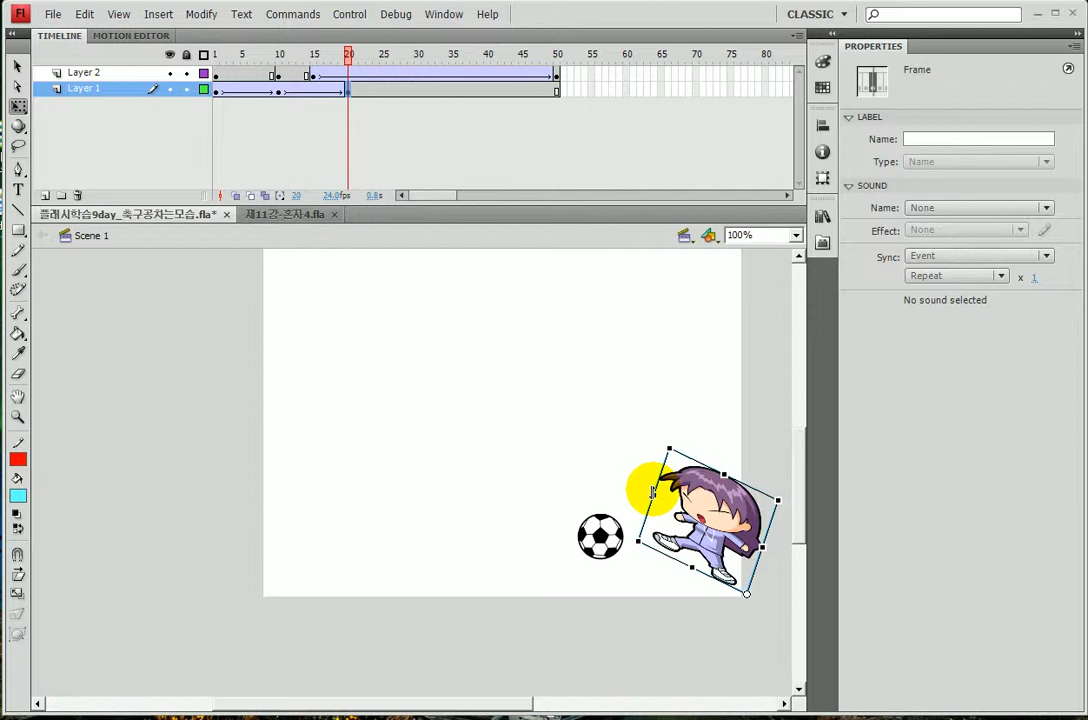 Fl File Edit View Insert Modify Text Commands Control Debug Window Help CLASSIC
TIMELINE MOTION EDITOR
PROPERTIES
1 5 10 15 20 25 30 35 40 45 50 55 60 65 70 75 80
Layer 2
Layer 1
Frame
LABEL
Name:
Type: Name
SOUND
Name: None
Effect: None
Sync: Event
Repeat x 1
No sound selected
20 24.0fps 0.8s
플래시학습9day_축구공차는모습.fla* × 제11강-혼자4.fla ×
Scene 1 100%
T